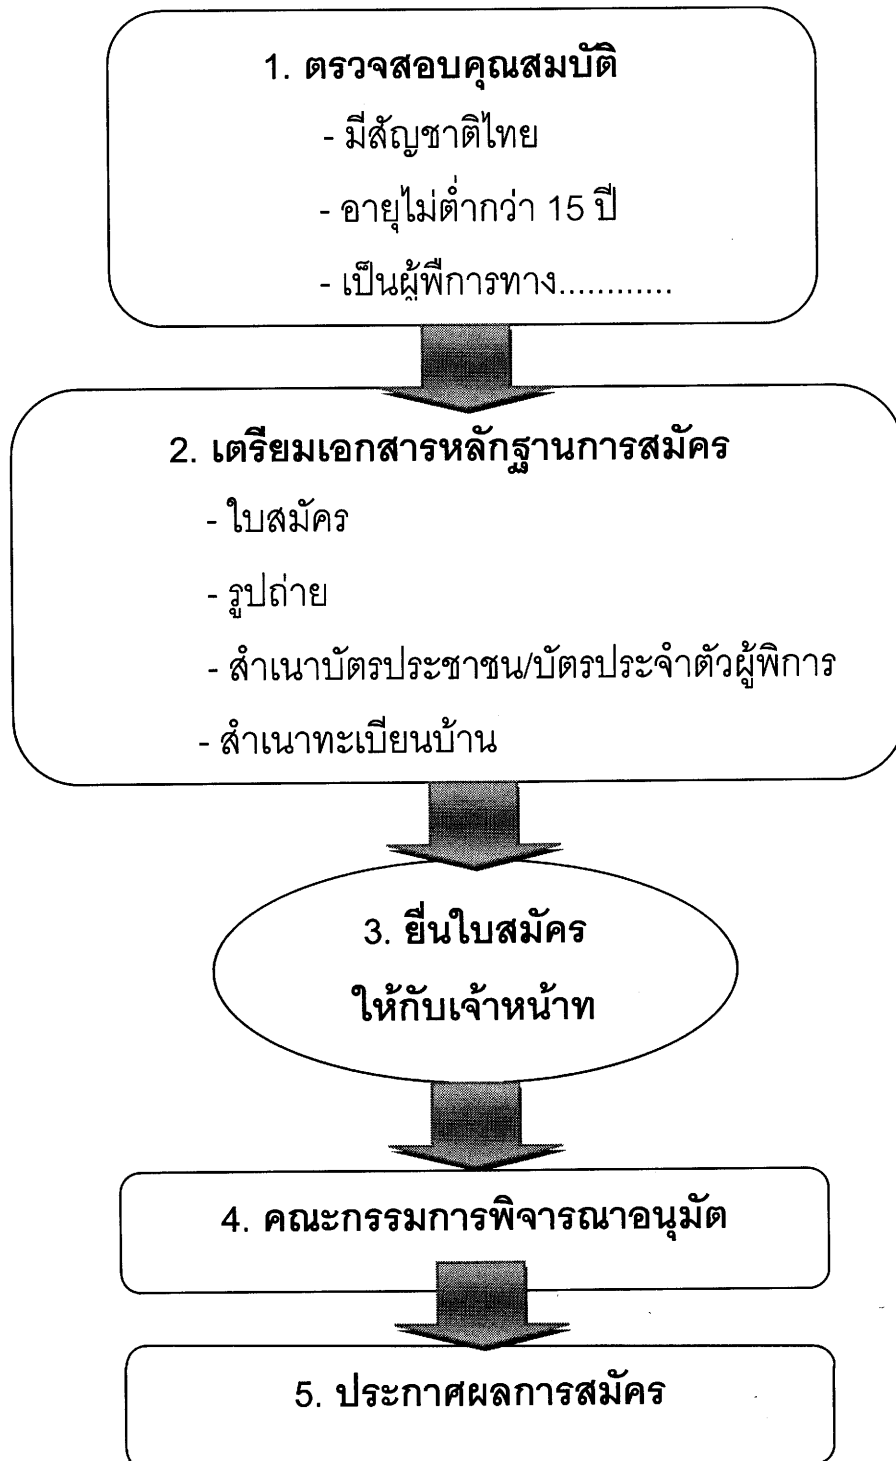 1. ตรวจสอบคุณสมบัติ
- มีสัญชาติไทย
- อายุไม่ต่ำกว่า 15 ปี
- เป็นผู้พืการทาง............
2. เตรียมเอกสารหลักฐานการสมัคร
- ใบสมัคร
- รูปถ่าย
- สำเนาบัตรประชาชน/บัตรประจำตัวผู้พิการ
- สำเนาทะเบียนบ้าน
3. ยื่นใบสมัคร
ให้กับเจ้าหน้าท
4. คณะกรรมการพิจารณาอนุมัต
5. ประกาศผลการสมัคร